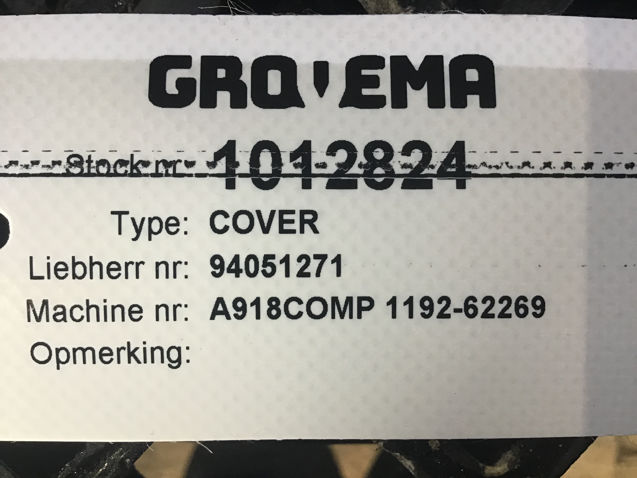 GROVEMA
Stock nr: 1012824
Type: COVER
Liebherr nr: 94051271
Machine nr: A918COMP 1192-62269
Opmerking: